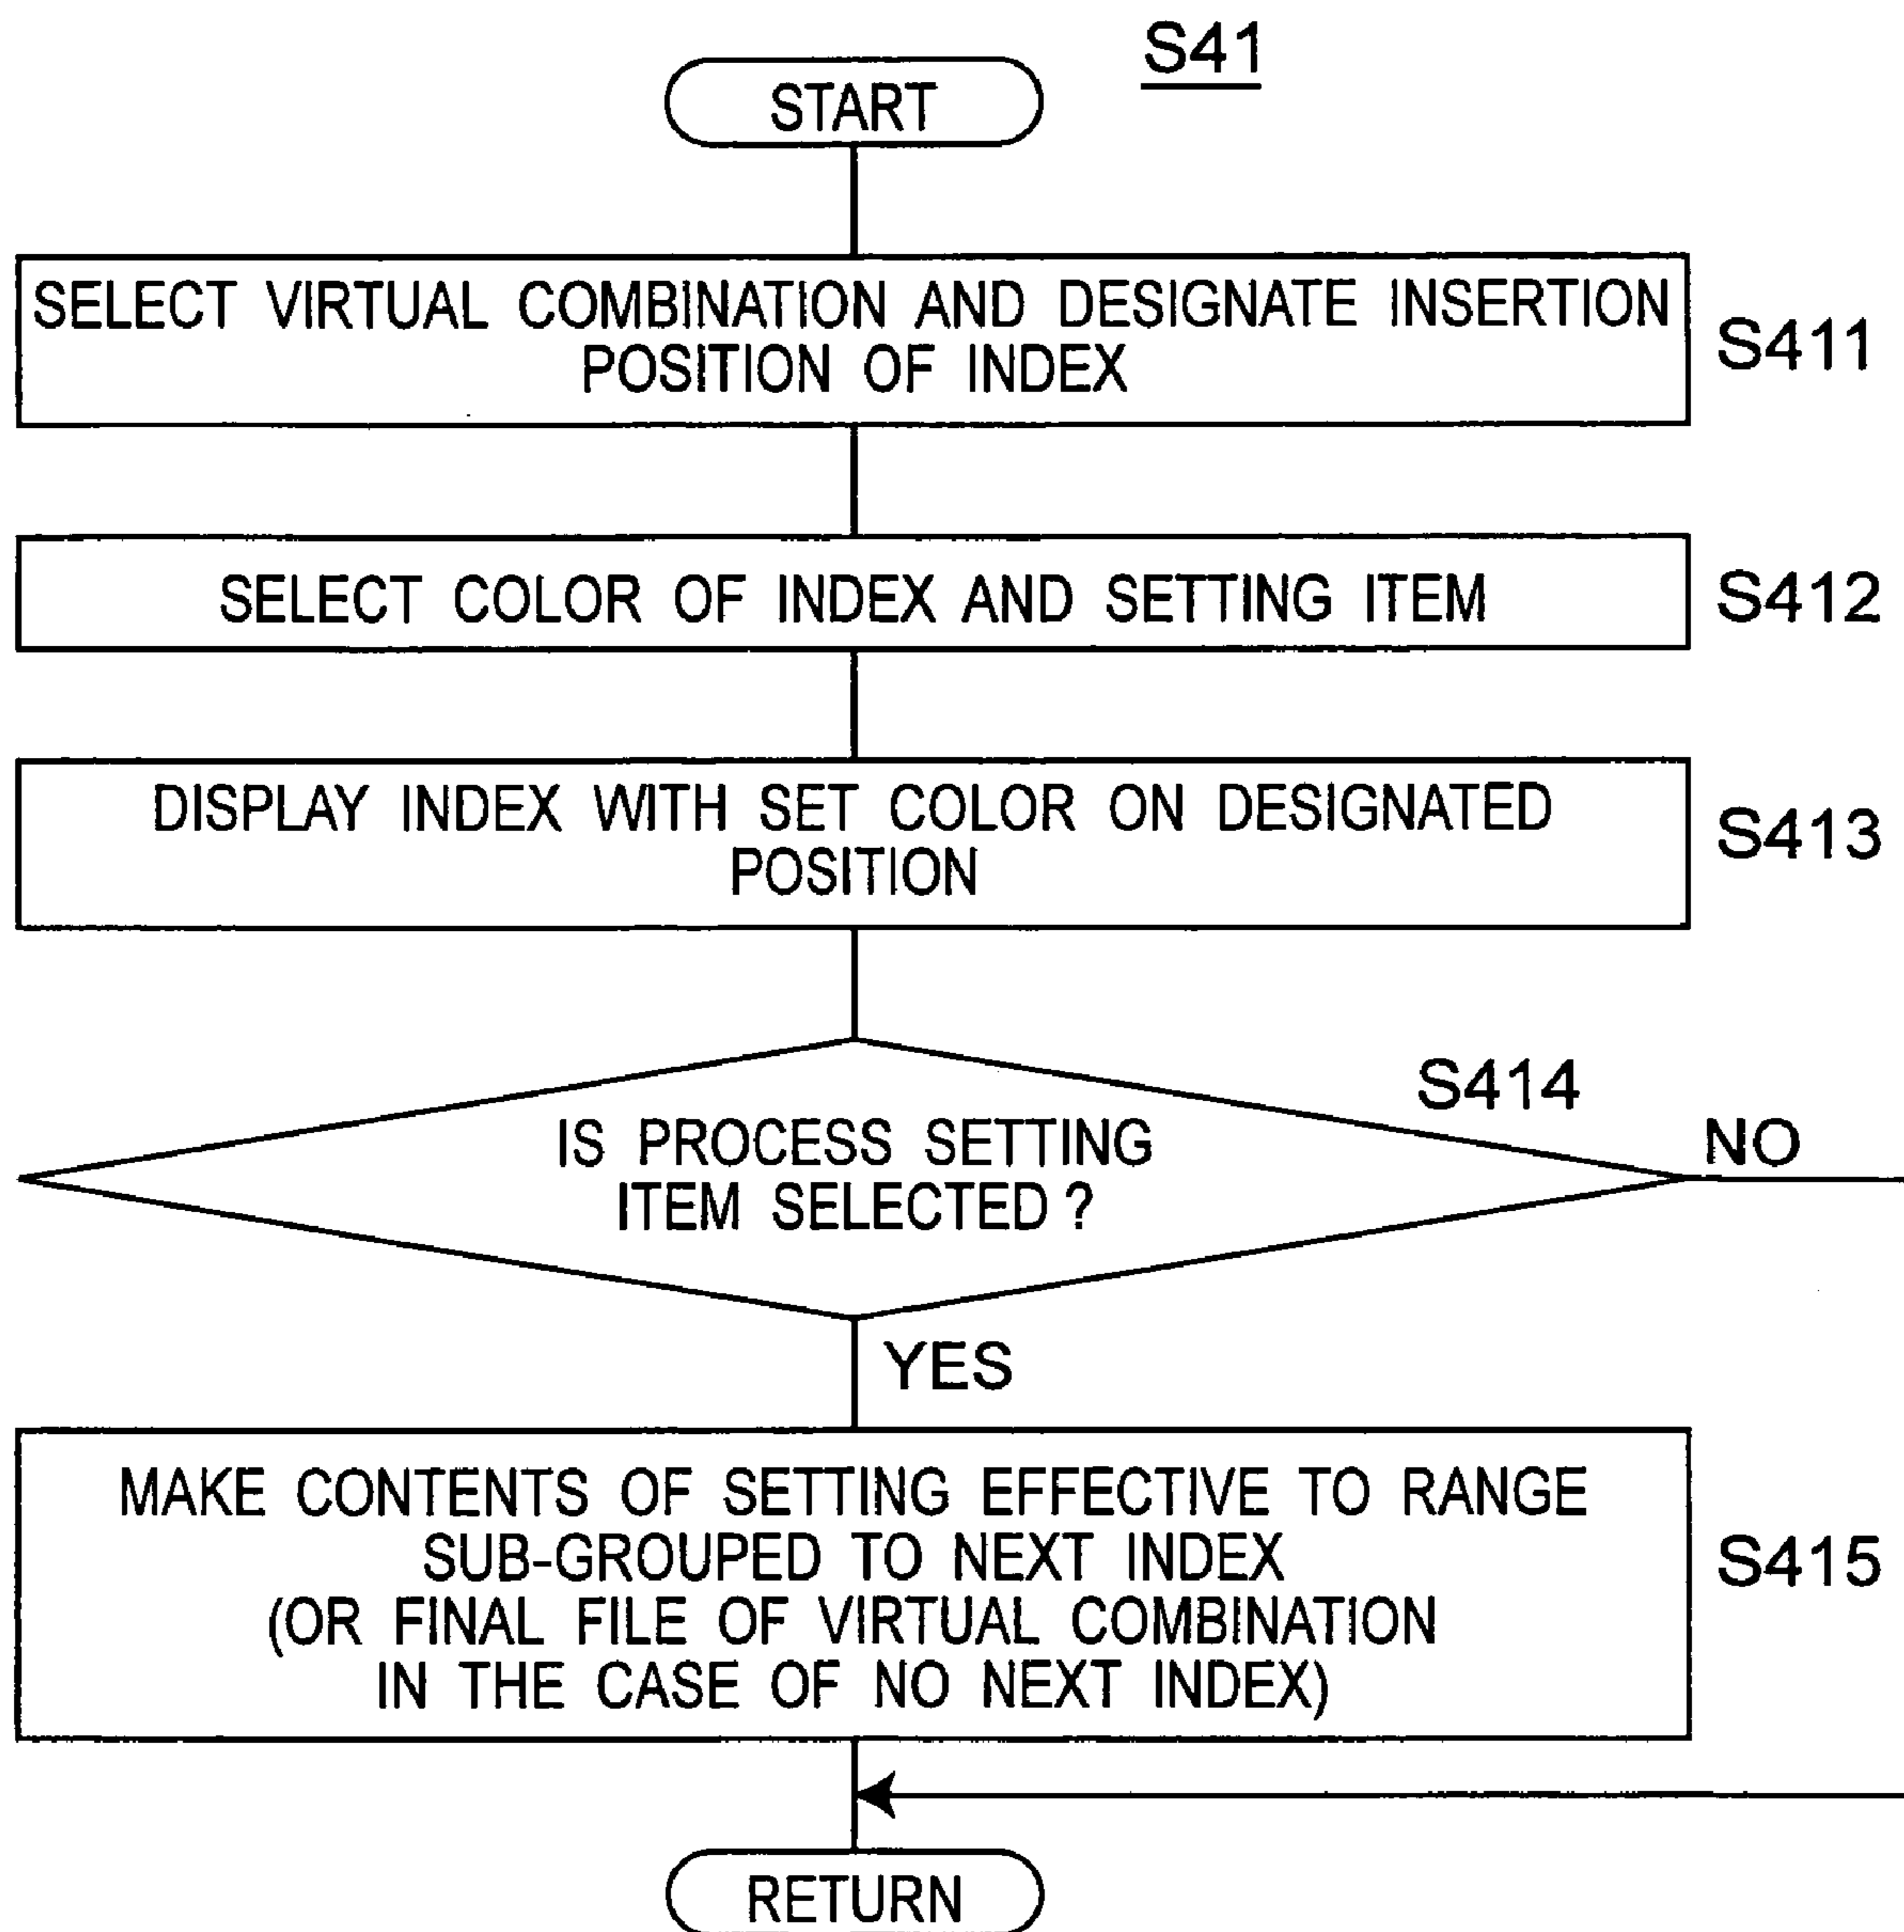 S41
START
SELECT VIRTUAL COMBINATION AND DESIGNATE INSERTION
POSITION OF INDEX
S411
SELECT COLOR OF INDEX AND SETTING ITEM
S412
DISPLAY INDEX WITH SET COLOR ON DESIGNATED
POSITION
S413
S414
IS PROCESS SETTING
ITEM SELECTED ?
NO
YES
MAKE CONTENTS OF SETTING EFFECTIVE TO RANGE
SUB-GROUPED TO NEXT INDEX
(OR FINAL FILE OF VIRTUAL COMBINATION
IN THE CASE OF NO NEXT INDEX)
S415
RETURN